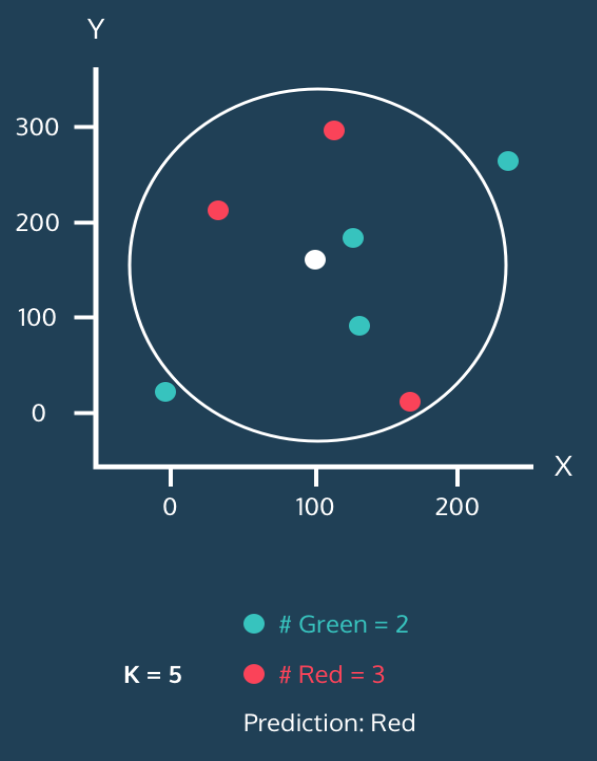 Y
300
200
100
0
X
0 100 200
# Green = 2
K = 5 # Red = 3
Prediction: Red